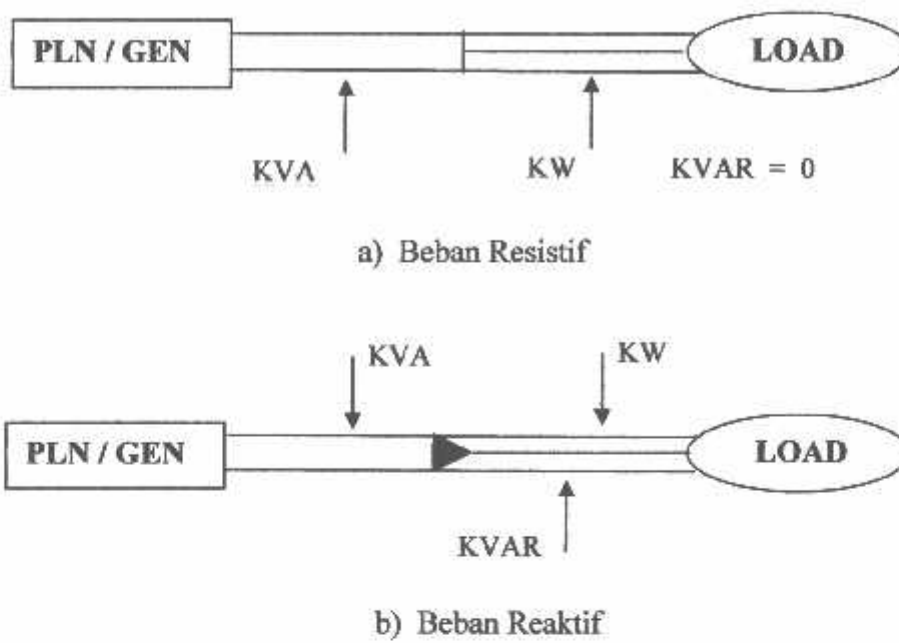 PLN / GEN LOAD
KVA KW KVAR = 0
a) Beban Resistif
KVA KW
PLN / GEN LOAD
KVAR
b) Beban Reaktif